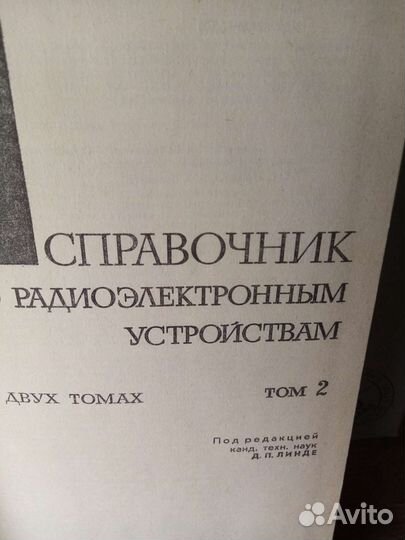 СПРАВОЧНИК
РАДИОЭЛЕКТРОННЫМ
УСТРОЙСТВАМ
ДВУХ ТОМАХ ТОМ 2
Под редакцией
канд. техн. наук
Д. П. ЛИНДЕ
Avito